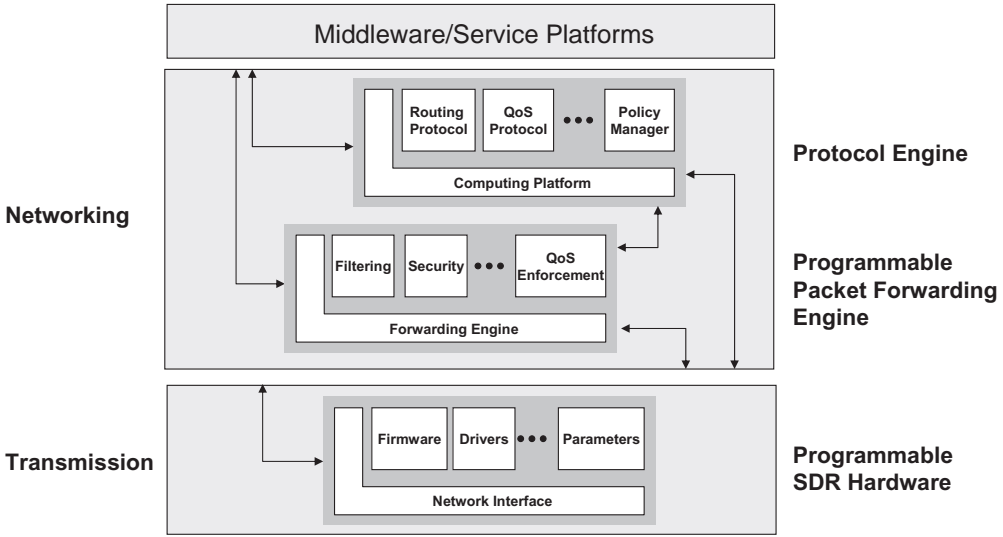 Middleware/Service Platforms
Routing
Protocol
QoS
Protocol
Policy
Manager
Computing Platform
Protocol Engine
Networking
Filtering
Security
QoS
Enforcement
Forwarding Engine
Programmable
Packet Forwarding
Engine
Firmware
Drivers
Parameters
Network Interface
Transmission
Programmable
SDR Hardware